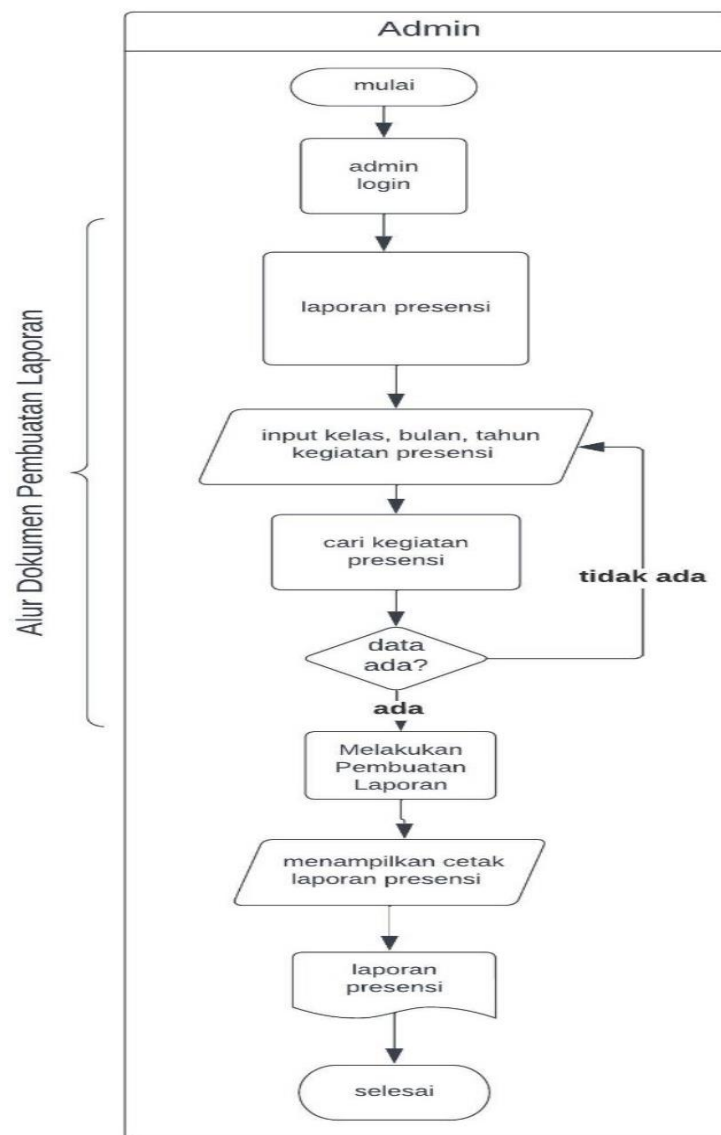 Admin
mulai
admin
login
Alur Dokumen Pembuatan Laporan
laporan presensi
input kelas, bulan, tahun
kegiatan presensi
cari kegiatan
presensi
tidak ada
data
ada?
ada
Melakukan
Pembuatan
Laporan
menampilkan cetak
laporan presensi
laporan
presensi
selesai